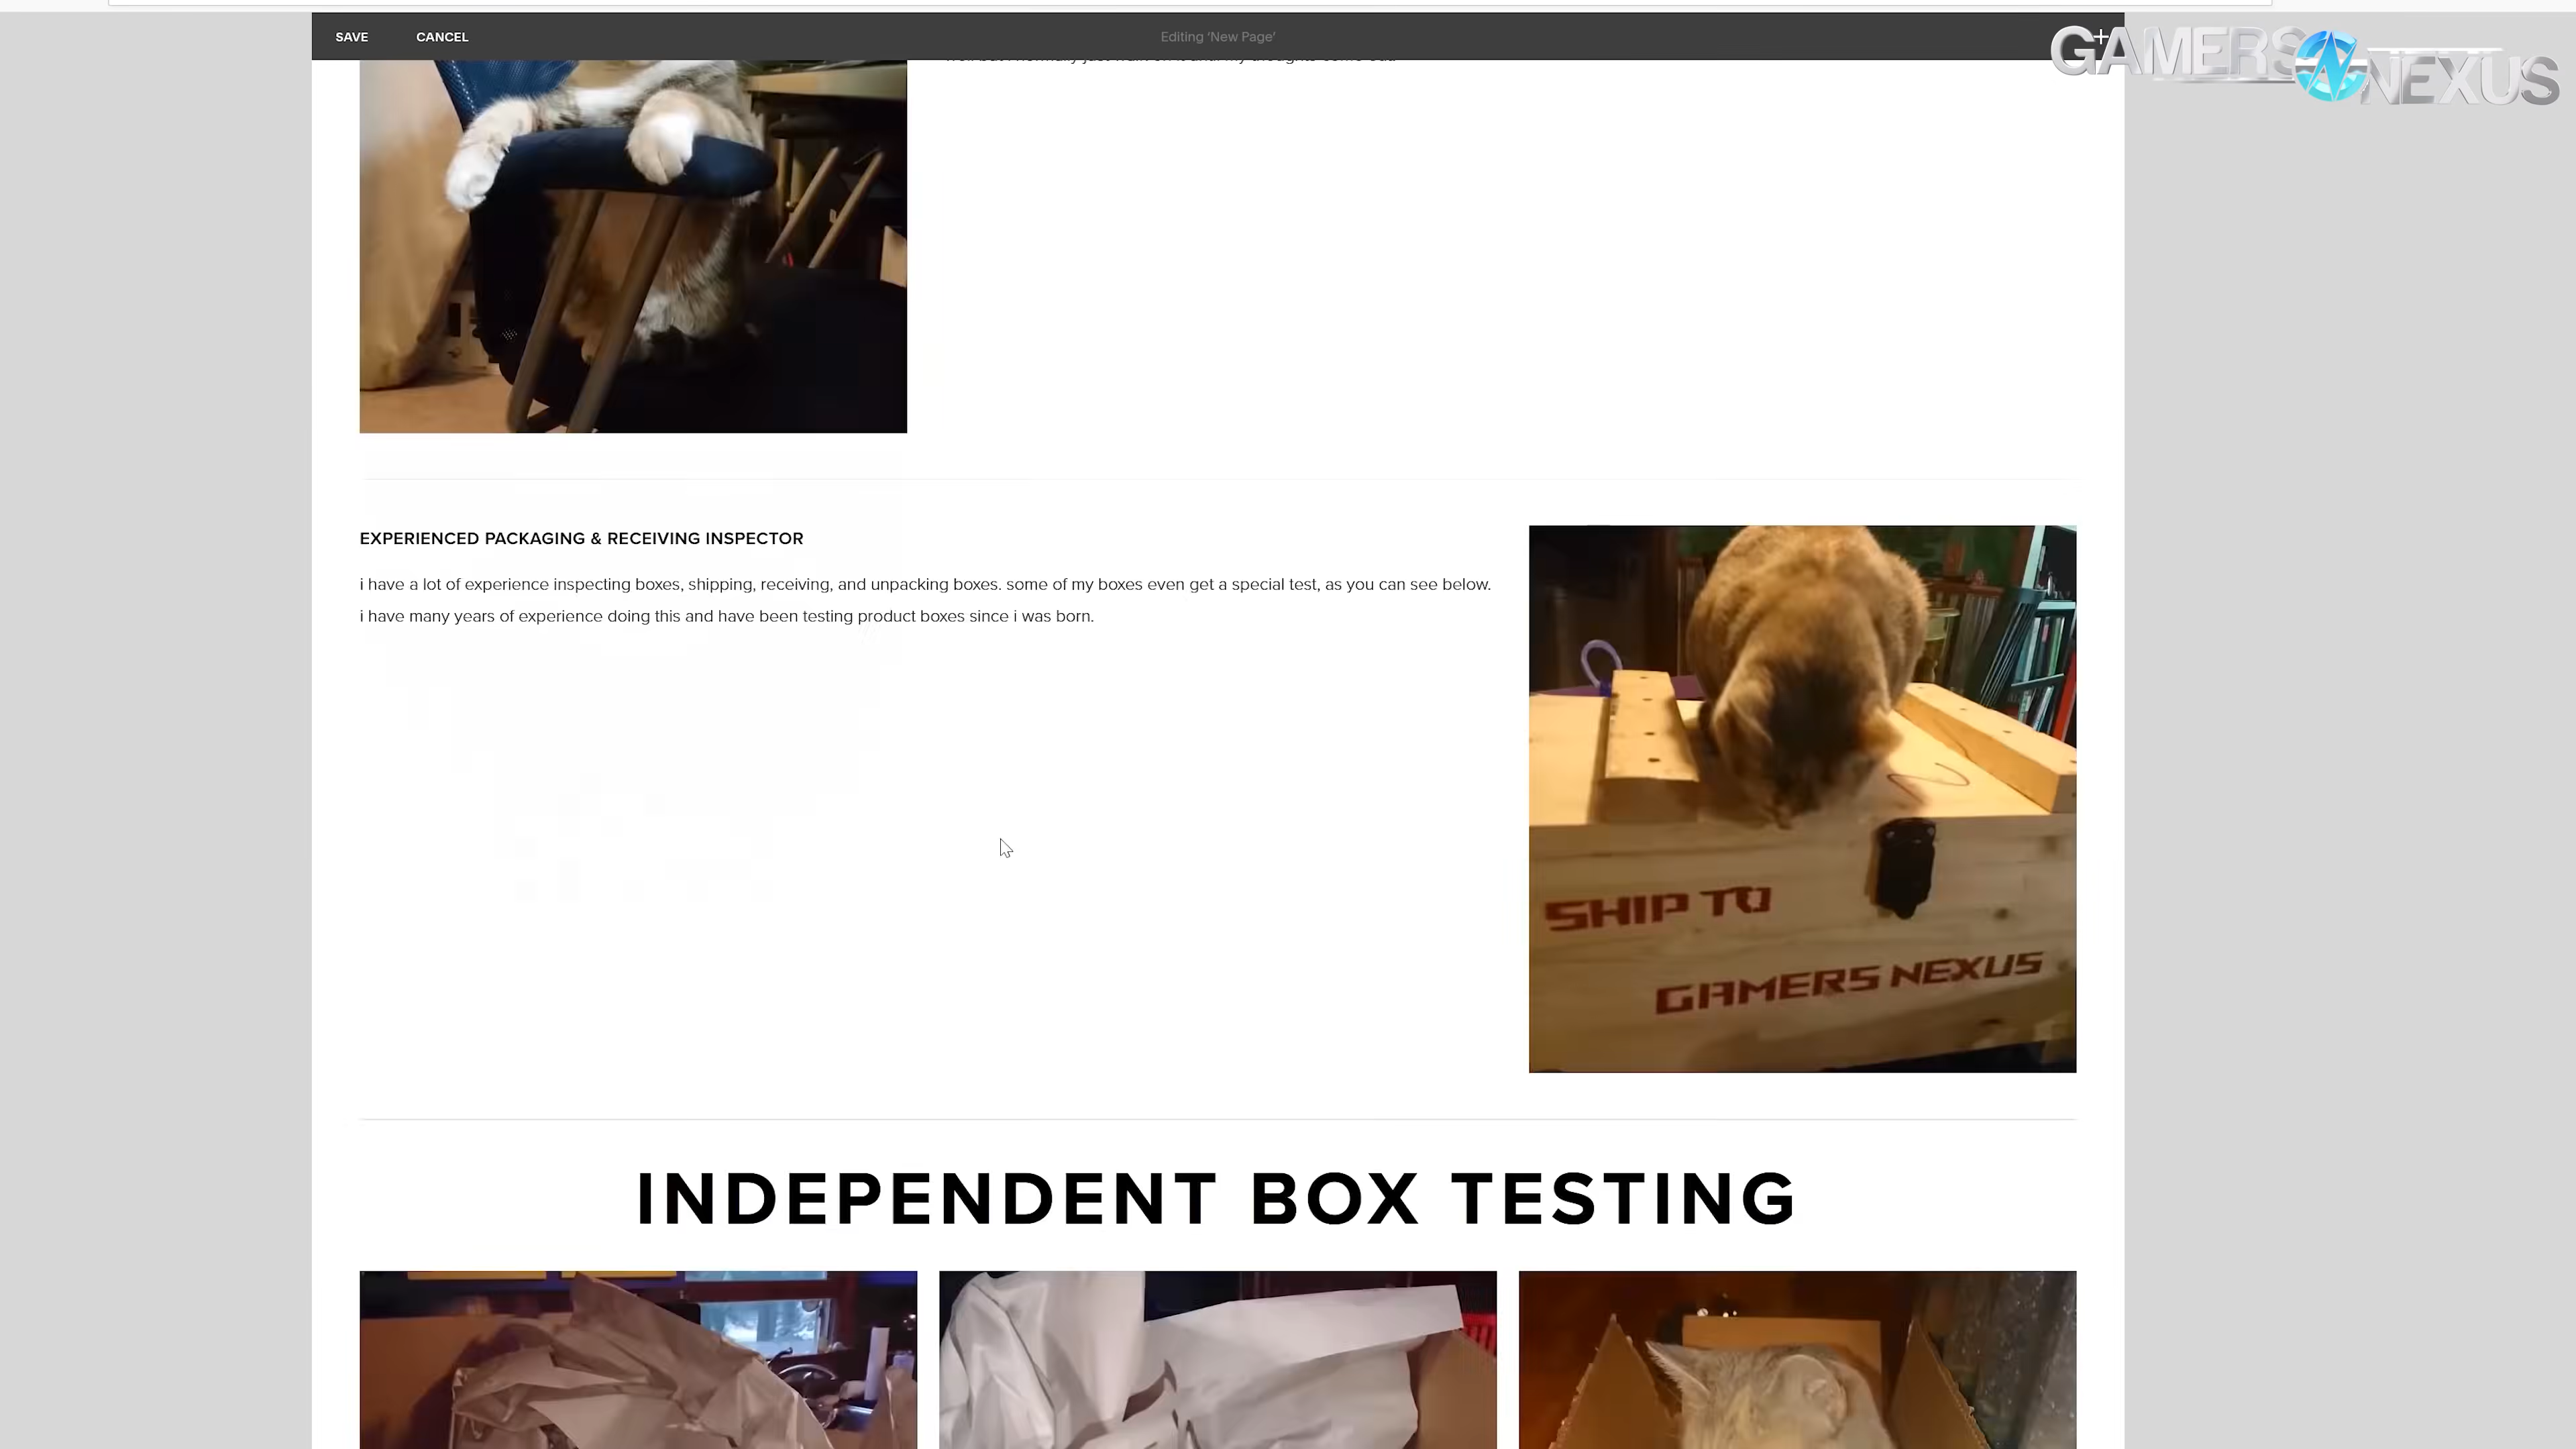 SAVE
CANCEL
Editing 'New Page'
GAMERS NEXUS
EXPERIENCED PACKAGING & RECEIVING INSPECTOR
i have a lot of experience inspecting boxes, shipping, receiving, and unpacking boxes. some of my boxes even get a special test, as you can see below.
i have many years of experience doing this and have been testing product boxes since i was born.
SHIP TO
GAMERS NEXUS
INDEPENDENT BOX TESTING